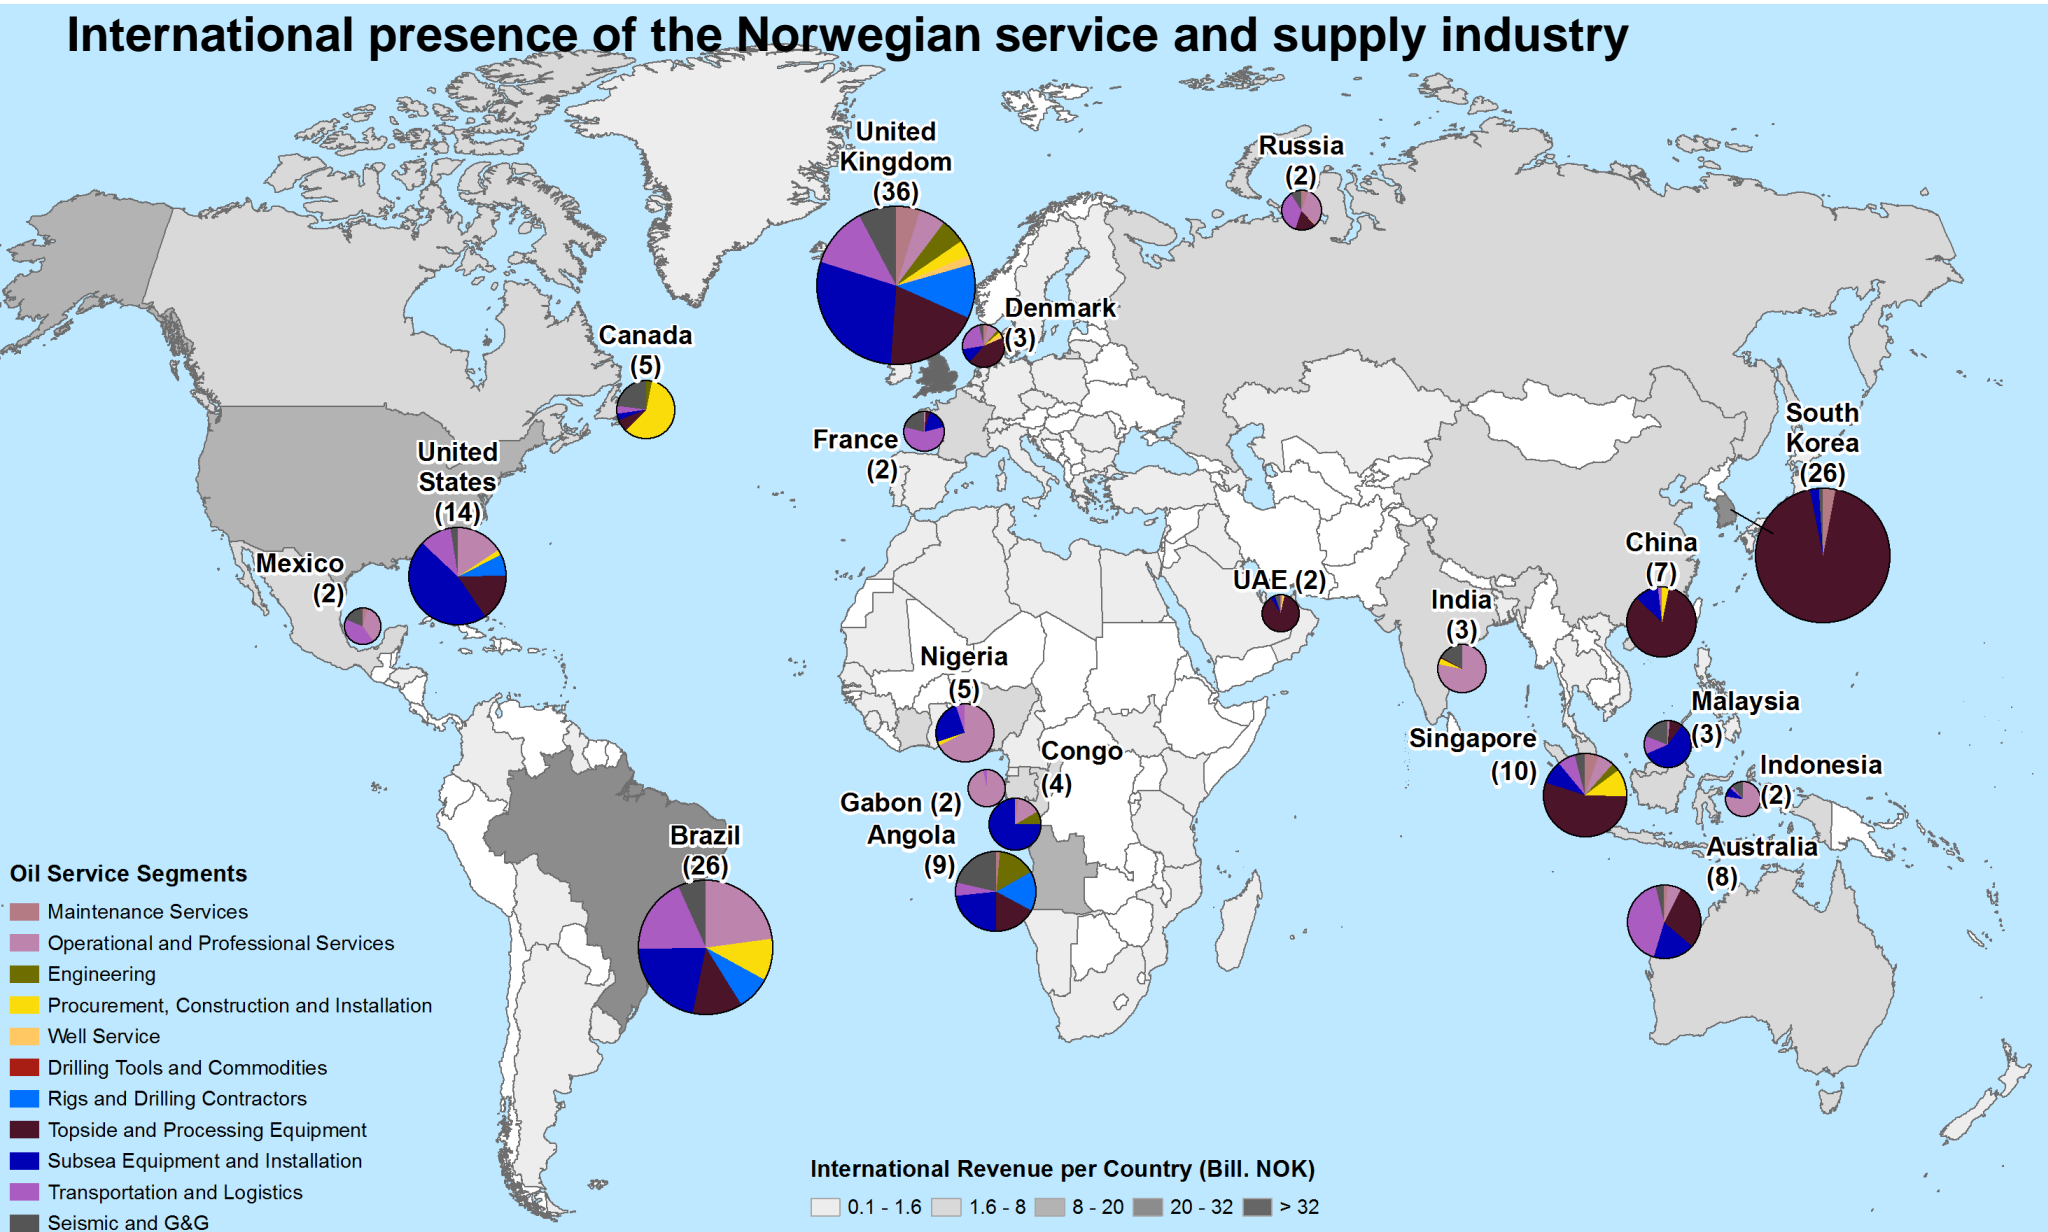 International presence of the Norwegian service and supply industry
United
Kingdom
(36)
Russia
(2)
Denmark
(3)
Canada
(5)
France
(2)
United
States
(14)
South
Korea
(26)
Mexico
(2)
China
(7)
UAE (2)
India
(3)
Nigeria
(5)
Malaysia
(3)
Singapore
(10)
Congo
(4)
Indonesia
(2)
Gabon (2)
Angola
(9)
Brazil
(26)
Australia
(8)
Oil Service Segments
Maintenance Services
Operational and Professional Services
Engineering
Procurement, Construction and Installation
Well Service
Drilling Tools and Commodities
Rigs and Drilling Contractors
Topside and Processing Equipment
Subsea Equipment and Installation
Transportation and Logistics
Seismic and G&G
International Revenue per Country (Bill. NOK)
0.1 - 1.6
1.6 - 8
8 - 20
20 - 32
> 32